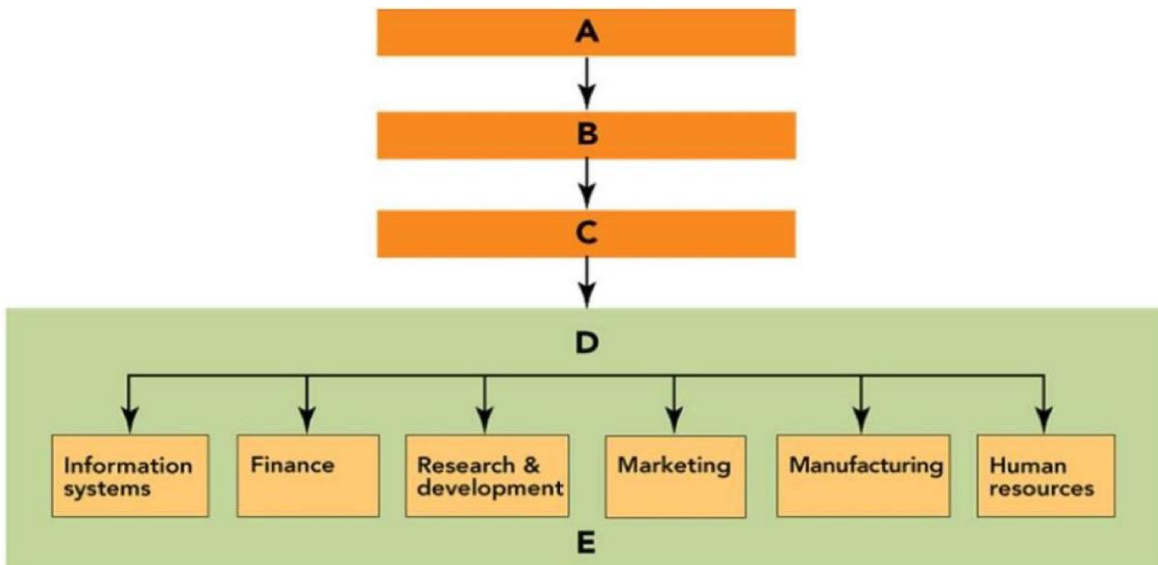 A
B
C
D
Information
systems
Finance
Research &
development
Marketing
Manufacturing
Human
resources
E